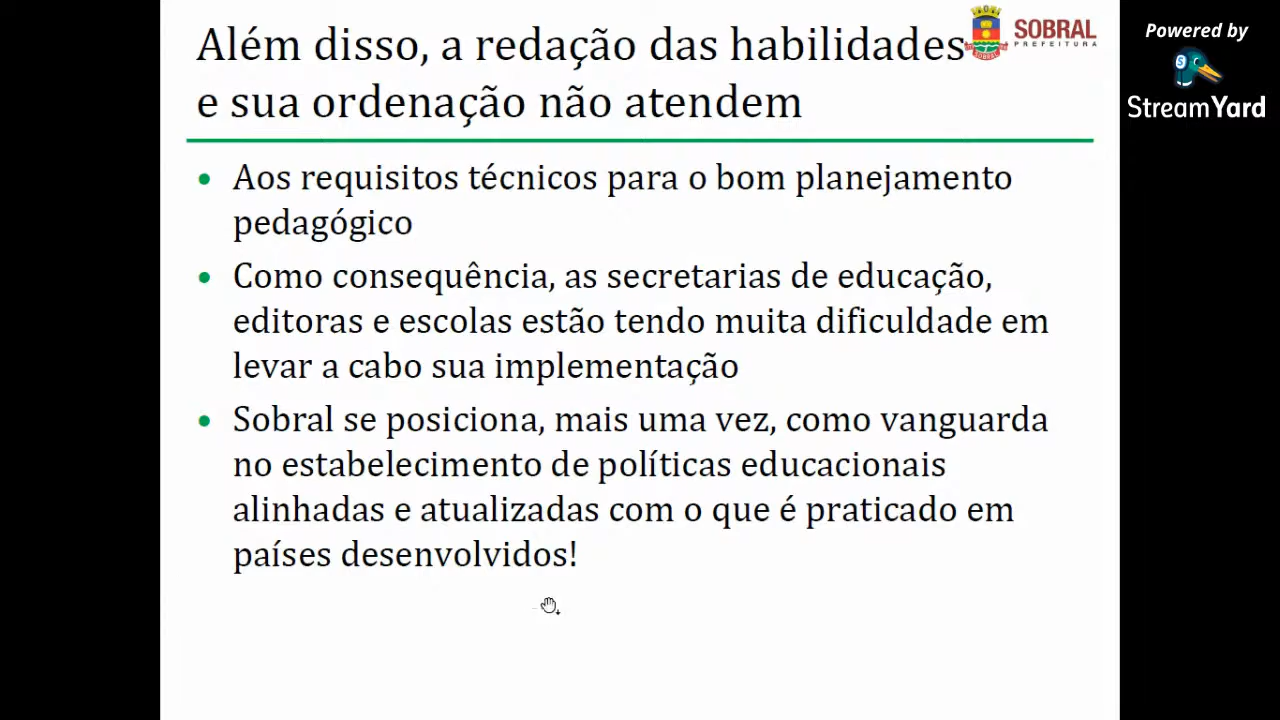 Além disso, a redação das habilidades
e sua ordenação não atendem
SOBRAL
PREFEITURA
Powered by
StreamYard
Aos requisitos técnicos para o bom planejamento
pedagógico
Como consequência, as secretarias de educação,
editoras e escolas estão tendo muita dificuldade em
levar a cabo sua implementação
Sobral se posiciona, mais uma vez, como vanguarda
no estabelecimento de políticas educacionais
alinhadas e atualizadas com o que é praticado em
países desenvolvidos!